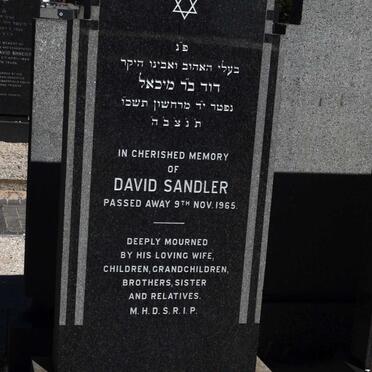 פ״נ
בעלי האהוב ואבינו היקר
דוד בר מיכאל
נפטר יד׳ מרחשון תשכ״ו
ת׳ נ׳ צ׳ ב׳ ה׳
IN CHERISHED MEMORY
OF
DAVID SANDLER
PASSED AWAY 9TH NOV. 1965.
DEEPLY MOURNED
BY HIS LOVING WIFE,
CHILDREN, GRANDCHILDREN,
BROTHERS, SISTER
AND RELATIVES.
M.H.D.S.R.I.P.